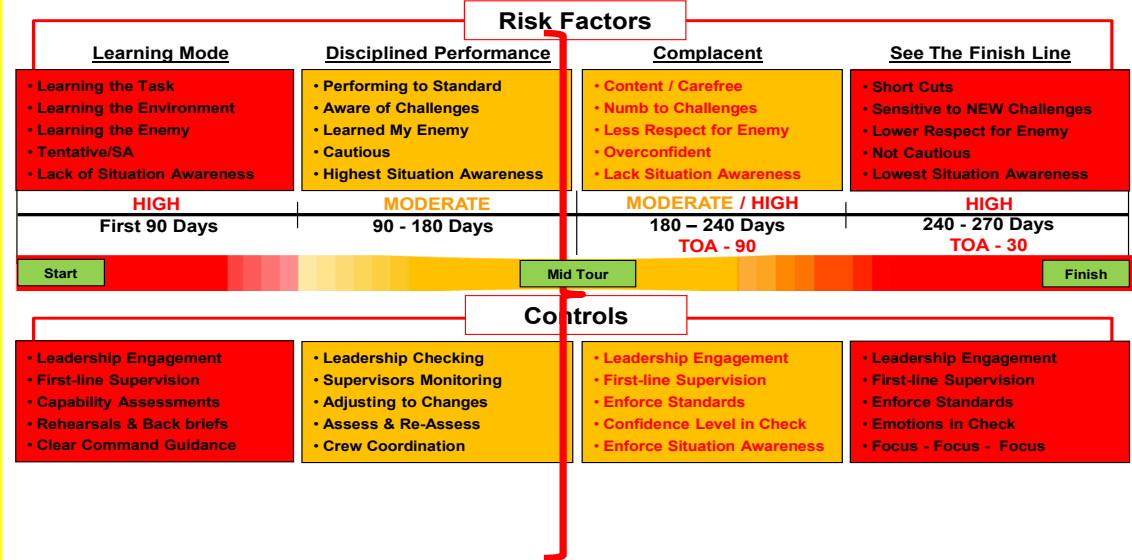 Risk Factors
Learning Mode
• Learning the Task
• Learning the Environment
• Learning the Enemy
• Tentative/SA
• Lack of Situation Awareness
Disciplined Performance
• Performing to Standard
• Aware of Challenges
• Learned My Enemy
• Cautious
• Highest Situation Awareness
Complacent
• Content / Carefree
• Numb to Challenges
• Less Respect for Enemy
• Overconfident
• Lack Situation Awareness
See The Finish Line
• Short Cuts
• Sensitive to NEW Challenges
• Lower Respect for Enemy
• Not Cautious
• Lowest Situation Awareness
HIGH
First 90 Days
MODERATE
90 - 180 Days
MODERATE / HIGH
180 – 240 Days
TOA - 90
HIGH
240 - 270 Days
TOA - 30
Start
Mid Tour
Finish
Controls
• Leadership Engagement
• First-line Supervision
• Capability Assessments
• Rehearsals & Back briefs
• Clear Command Guidance
• Leadership Checking
• Supervisors Monitoring
• Adjusting to Changes
• Assess & Re-Assess
• Crew Coordination
• Leadership Engagement
• First-line Supervision
• Enforce Standards
• Confidence Level in Check
• Enforce Situation Awareness
• Leadership Engagement
• First-line Supervision
• Enforce Standards
• Emotions in Check
• Focus - Focus - Focus